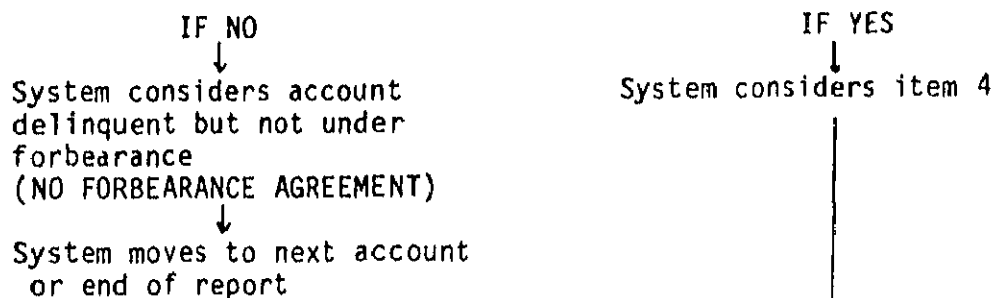 IF NO
System considers account
delinquent but not under
forbearance
(NO FORBEARANCE AGREEMENT)
System moves to next account
or end of report
IF YES
System considers item 4